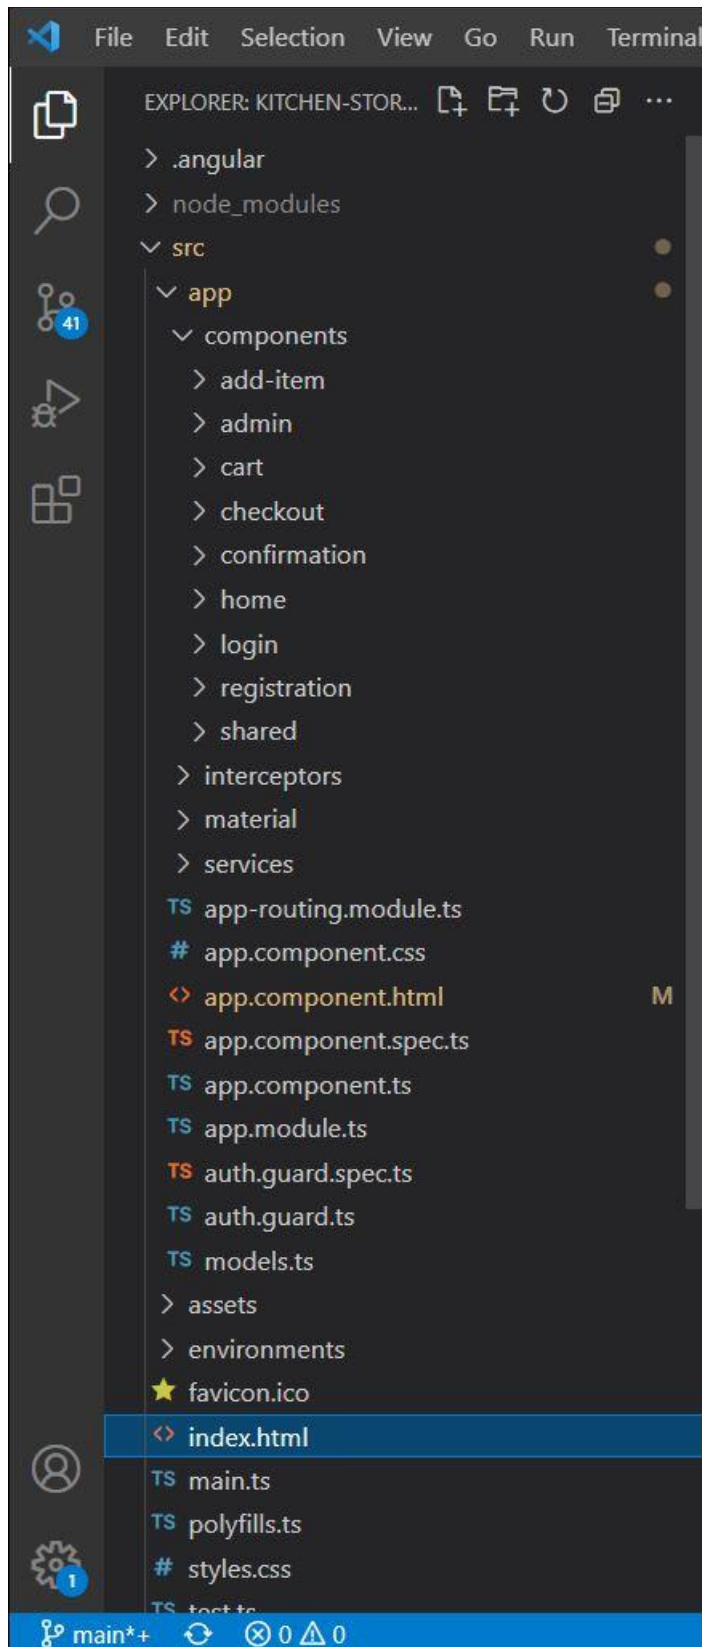 File Edit Selection View Go Run Terminal
EXPLORER: KITCHEN-STOR...
.angular
node_modules
src
app
components
add-item
admin
cart
checkout
confirmation
home
login
registration
shared
interceptors
material
services
TS app-routing.module.ts
# app.component.css
<> app.component.html M
TS app.component.spec.ts
TS app.component.ts
TS app.module.ts
TS auth.guard.spec.ts
TS auth.guard.ts
TS models.ts
assets
environments
favicon.ico
<> index.html
TS main.ts
TS polyfills.ts
# styles.css
TS test.ts
41
1
main*+ 0 0